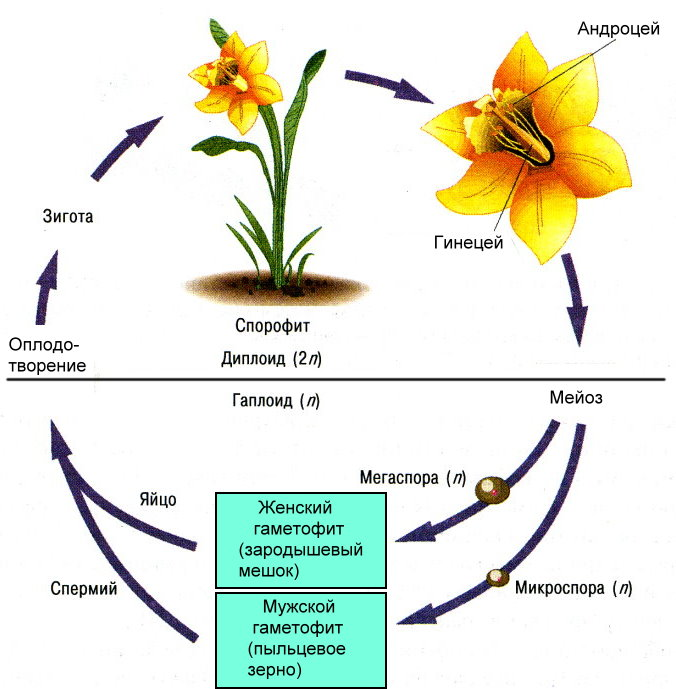 Андроцей
Зигота
Гинецей
Спорофит
Оплодо-
творение
Диплоид (2n)
Гаплоид (n)
Мейоз
Мегаспора (n)
Яйцо
Женский
гаметофит
(зародышевый
мешок)
Спермий
Микроспора (n)
Мужской
гаметофит
(пыльцевое
зерно)